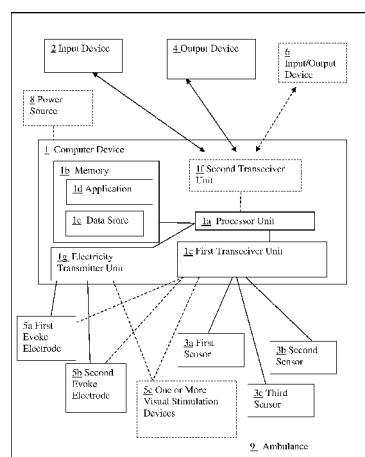 2 Input Device
4 Output Device
6
Input/Output
Device
8 Power
Source
1 Computer Device
1b Memory
1d Application
1e Data Store
1f Second Transceiver
Unit
1a Processor Unit
1c First Transceiver Unit
1g Electricity
Transmitter Unit
5a First
Evoke
Electrode
5b Second
Evoke
Electrode
5c One or More
Visual Stimulation
Devices
3a First
Sensor
3b Second
Sensor
3c Third
Sensor
9 Ambulance